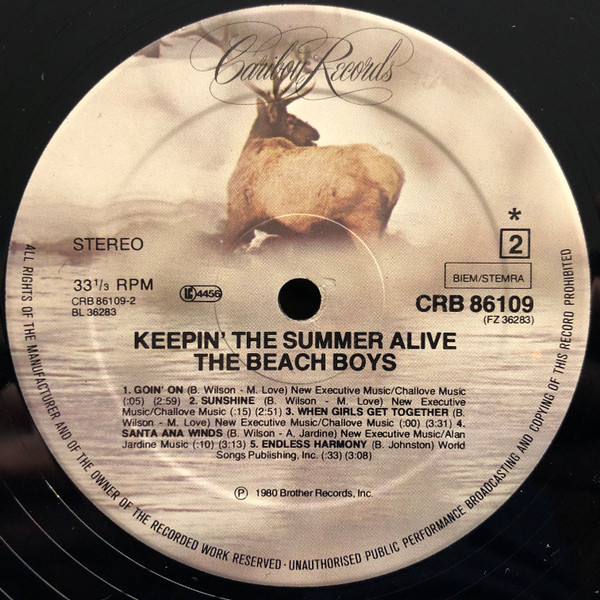 Caribou Records
*
STEREO
2
33 1/3 RPM
LC 4456
BIEM/STEMRA
CRB 86109-2
BL 36283
CRB 86109
(FZ 36283)
KEEPIN' THE SUMMER ALIVE
THE BEACH BOYS
1. GOIN' ON (B. Wilson - M. Love) New Executive Music/Challove Music
(:05) (2:59) 2. SUNSHINE (B. Wilson - M. Love) New Executive
Music/Challove Music (:15) (2:51) 3. WHEN GIRLS GET TOGETHER (B.
Wilson - M. Love) New Executive Music/Challove Music (:00) (3:31) 4.
SANTA ANA WINDS (B. Wilson - A. Jardine) New Executive Music/Alan
Jardine Music (:10) (3:13) 5. ENDLESS HARMONY (B. Johnston) World
Songs Publishing, Inc. (:33) (3:08)
Ⓟ 1980 Brother Records, Inc.
ALL RIGHTS OF THE MANUFACTURER AND OF THE OWNER OF THE RECORDED WORK RESERVED · UNAUTHORISED PUBLIC PERFORMANCE BROADCASTING AND COPYING OF THIS RECORD PROHIBITED